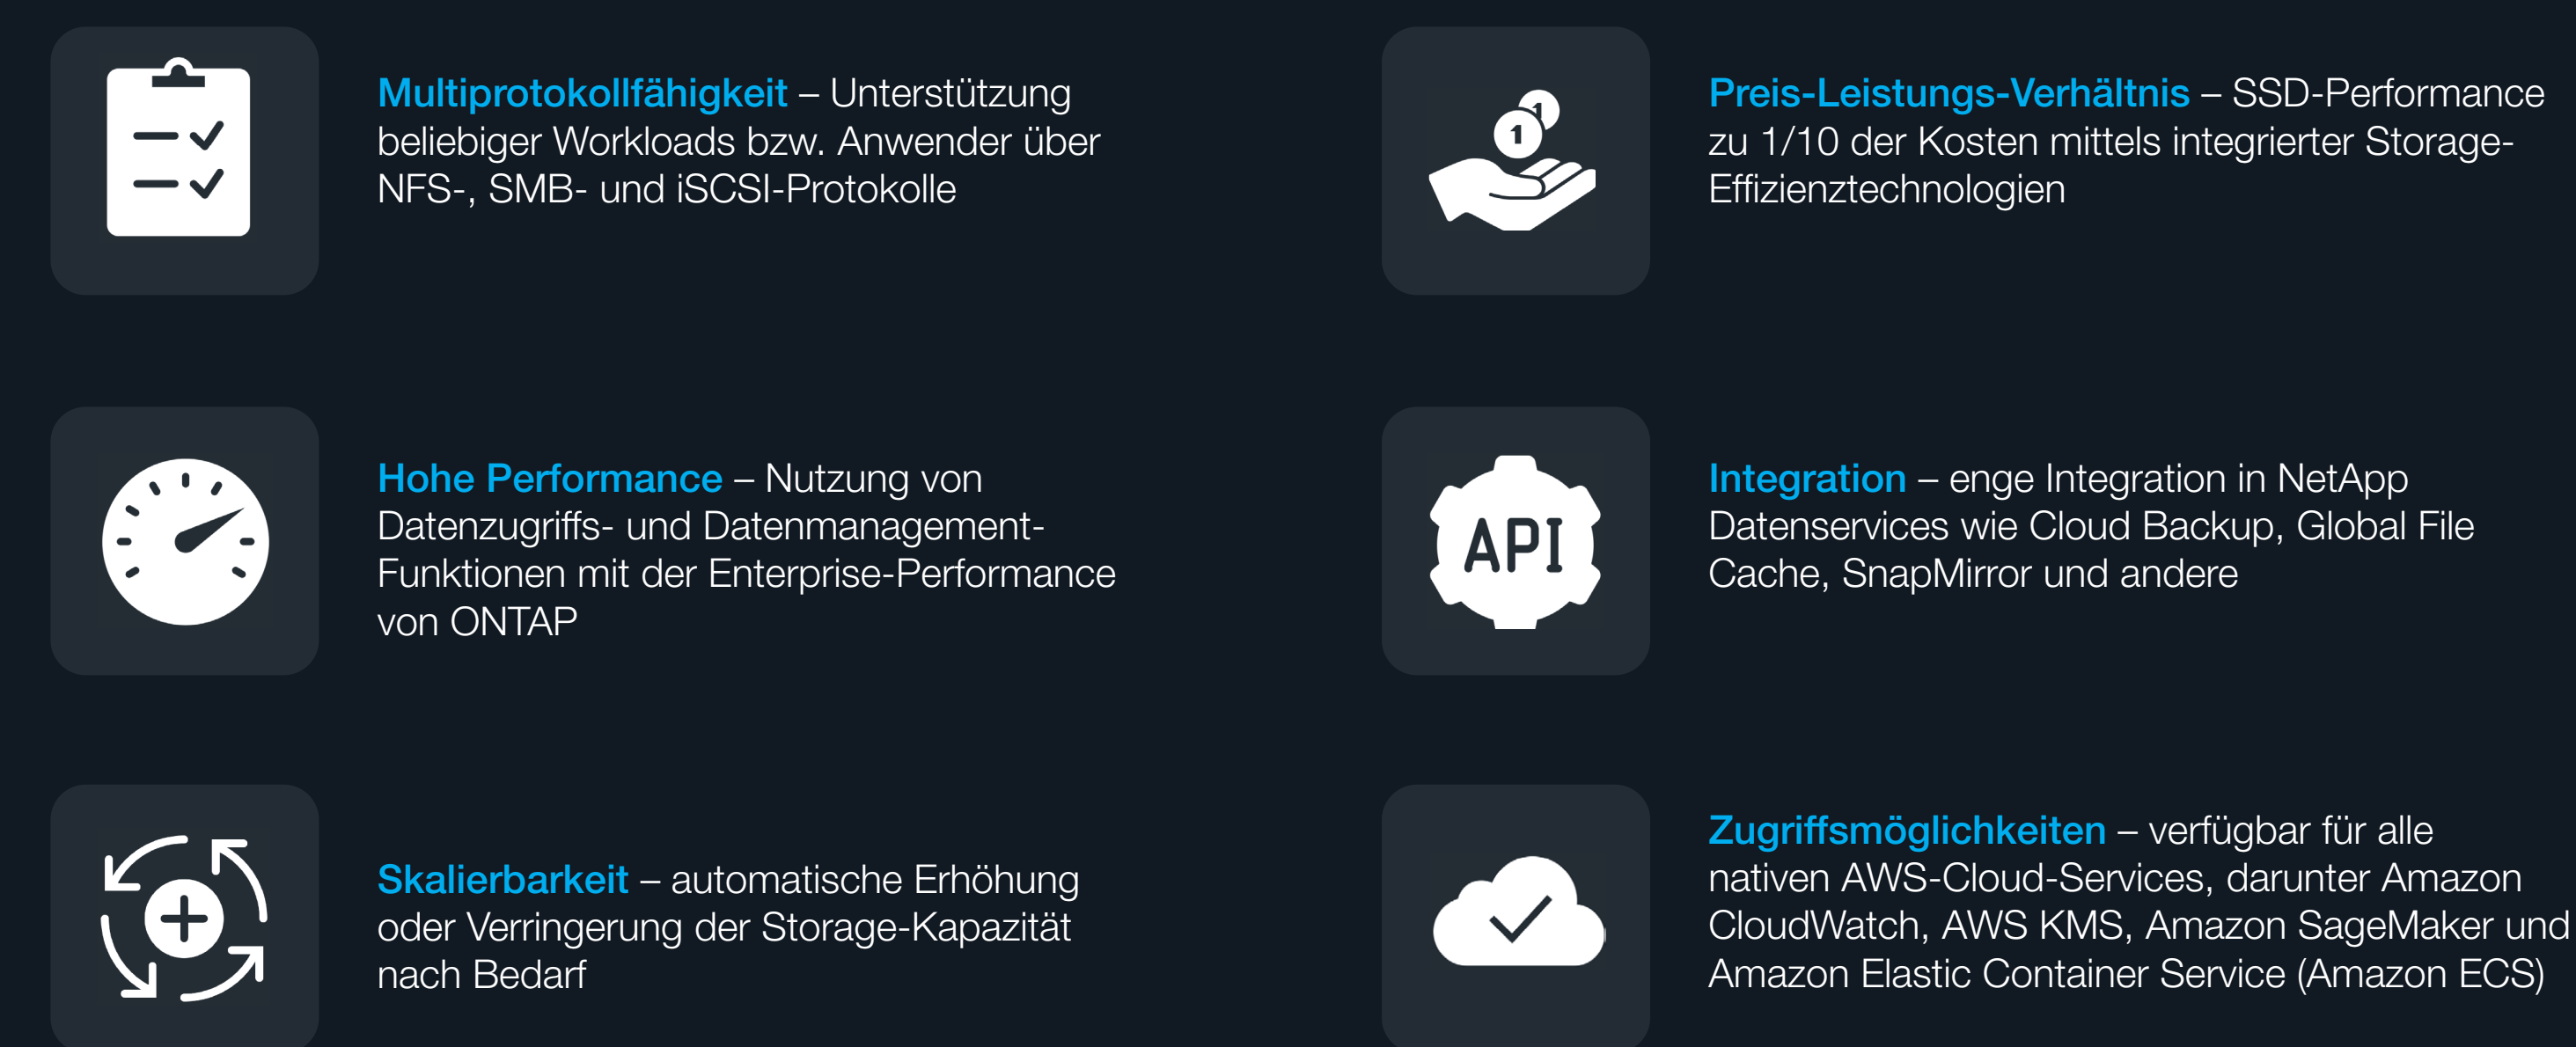 Multiprotokollfähigkeit – Unterstützung
beliebiger Workloads bzw. Anwender über
NFS-, SMB- und iSCSI-Protokolle
1
1
Preis-Leistungs-Verhältnis – SSD-Performance
zu 1/10 der Kosten mittels integrierter Storage-
Effizienztechnologien
Hohe Performance – Nutzung von
Datenzugriffs- und Datenmanagement-
Funktionen mit der Enterprise-Performance
von ONTAP
API
Integration – enge Integration in NetApp
Datenservices wie Cloud Backup, Global File
Cache, SnapMirror und andere
Skalierbarkeit – automatische Erhöhung
oder Verringerung der Storage-Kapazität
nach Bedarf
Zugriffsmöglichkeiten – verfügbar für alle
nativen AWS-Cloud-Services, darunter Amazon
CloudWatch, AWS KMS, Amazon SageMaker und
Amazon Elastic Container Service (Amazon ECS)